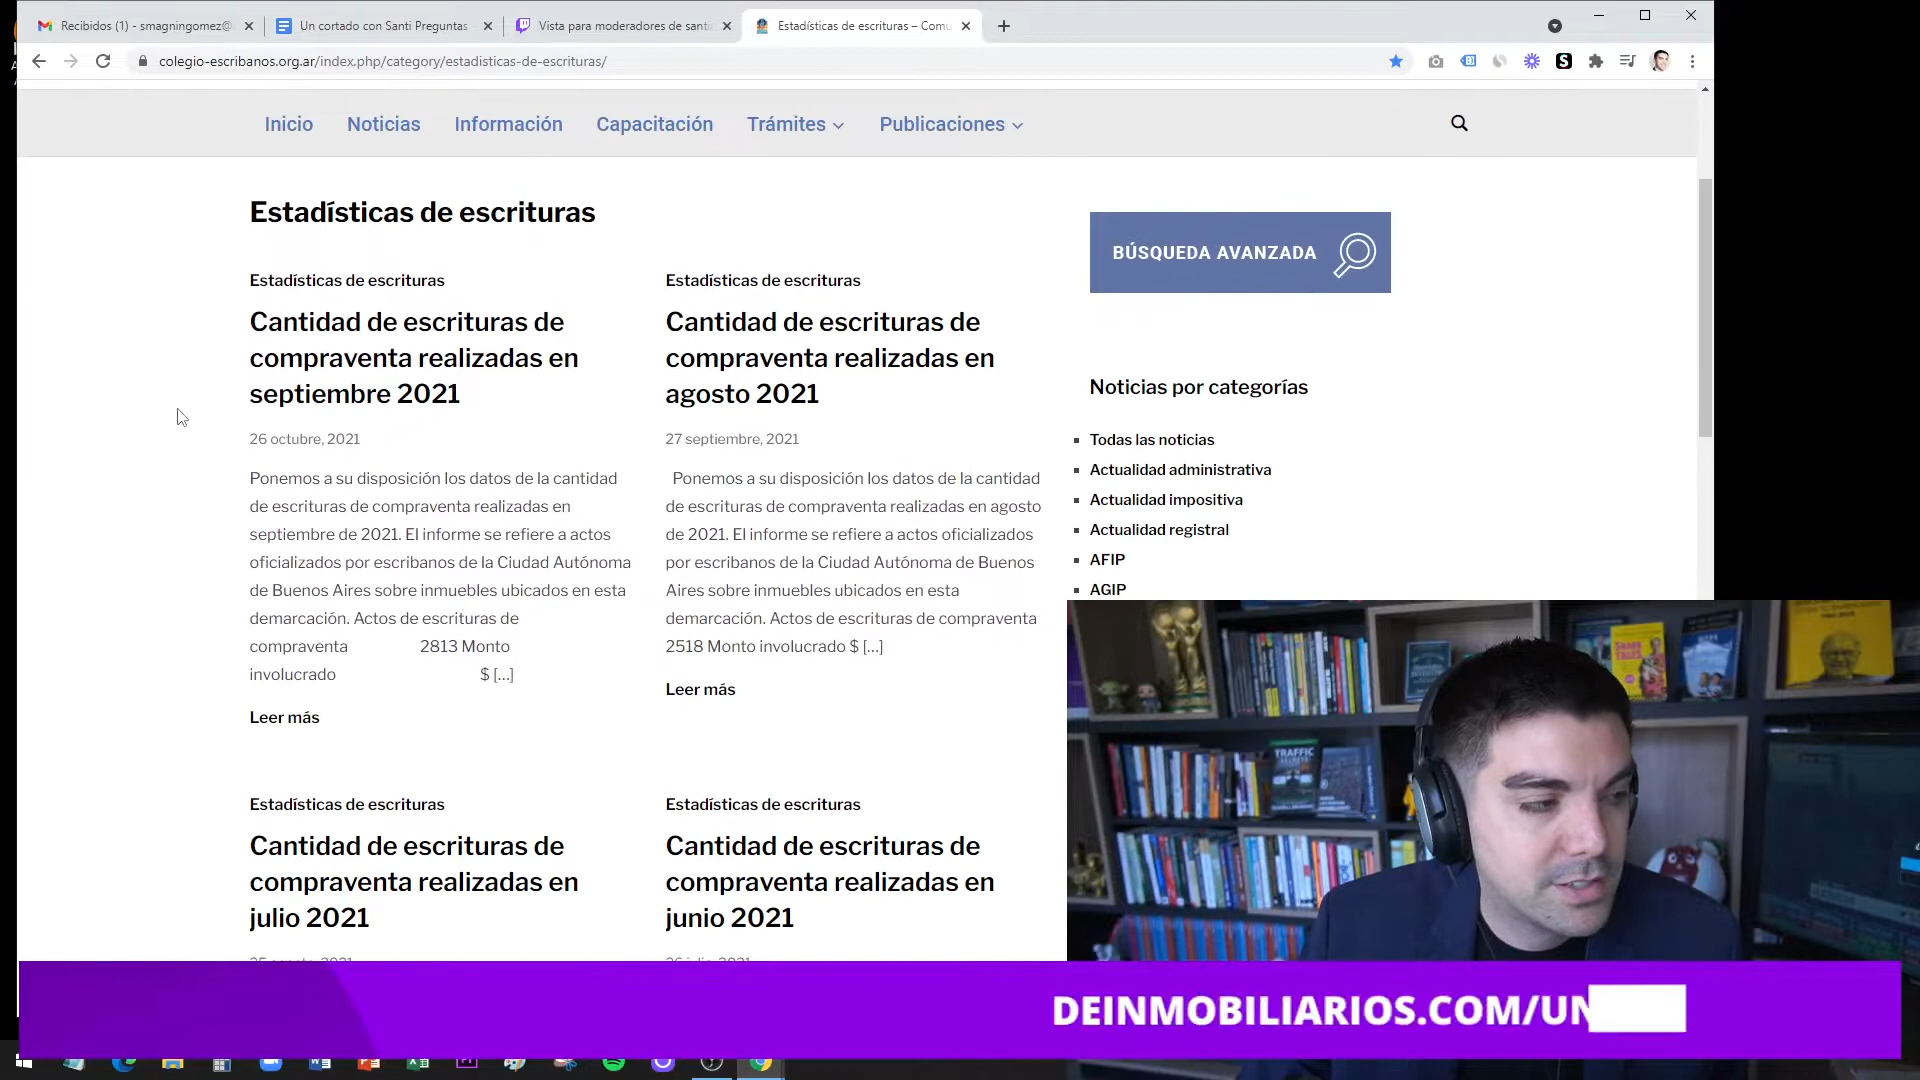 Recibidos (1) - smagningomez@
Un cortado con Santi Preguntas
Vista para moderadores de santi
Estadísticas de escrituras – Comu
colegio-escribanos.org.ar/index.php/category/estadisticas-de-escrituras/
Inicio
Noticias
Información
Capacitación
Trámites
Publicaciones
Estadísticas de escrituras
Estadísticas de escrituras
Cantidad de escrituras de
compraventa realizadas en
septiembre 2021
26 octubre, 2021
Ponemos a su disposición los datos de la cantidad
de escrituras de compraventa realizadas en
septiembre de 2021. El informe se refiere a actos
oficializados por escribanos de la Ciudad Autónoma
de Buenos Aires sobre inmuebles ubicados en esta
demarcación. Actos de escrituras de
compraventa 2813 Monto
involucrado $ [...]
Leer más
Estadísticas de escrituras
Cantidad de escrituras de
compraventa realizadas en
agosto 2021
27 septiembre, 2021
Ponemos a su disposición los datos de la cantidad
de escrituras de compraventa realizadas en agosto
de 2021. El informe se refiere a actos oficializados
por escribanos de la Ciudad Autónoma de Buenos
Aires sobre inmuebles ubicados en esta
demarcación. Actos de escrituras de compraventa
2518 Monto involucrado $ [...]
Leer más
Estadísticas de escrituras
Cantidad de escrituras de
compraventa realizadas en
julio 2021
Estadísticas de escrituras
Cantidad de escrituras de
compraventa realizadas en
junio 2021
BÚSQUEDA AVANZADA
Noticias por categorías
Todas las noticias
Actualidad administrativa
Actualidad impositiva
Actualidad registral
AFIP
AGIP
TRAFFIC
SECRETS
DEINMOBILIARIOS.COM/UN